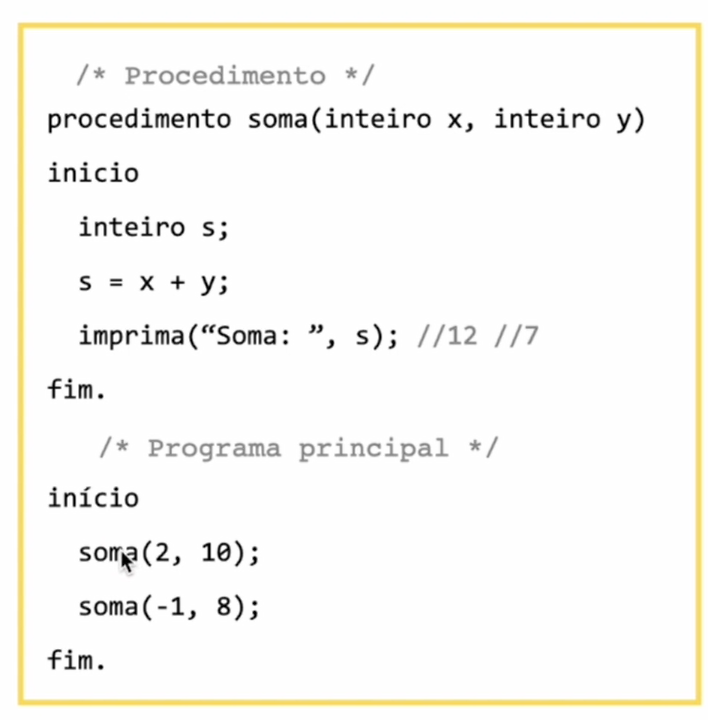 /* Procedimento */
procedimento soma(inteiro x, inteiro y)
inicio
inteiro s;
s = x + y;
imprima(“Soma: ”, s); //12 //7
fim.
/* Programa principal */
início
soma(2, 10);
soma(-1, 8);
fim.